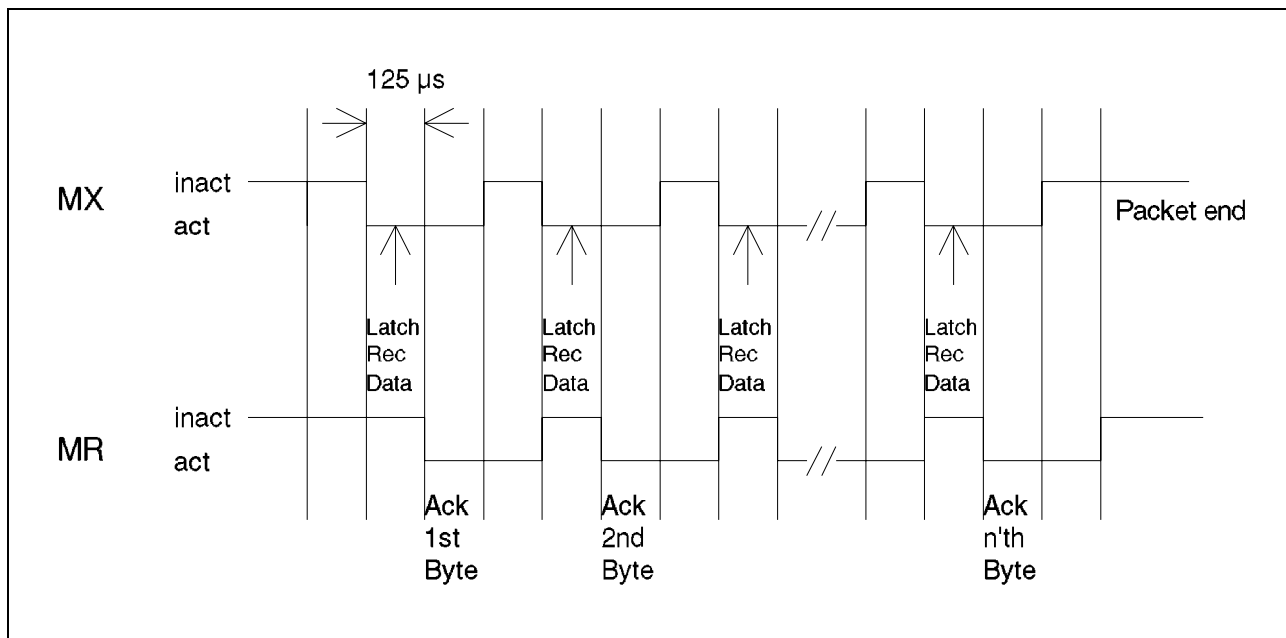 125 µs
MX
inact
act
Packet end
Latch
Rec
Data
Latch
Rec
Data
Latch
Rec
Data
Latch
Rec
Data
MR
inact
act
Ack
1st
Byte
Ack
2nd
Byte
Ack
n'th
Byte